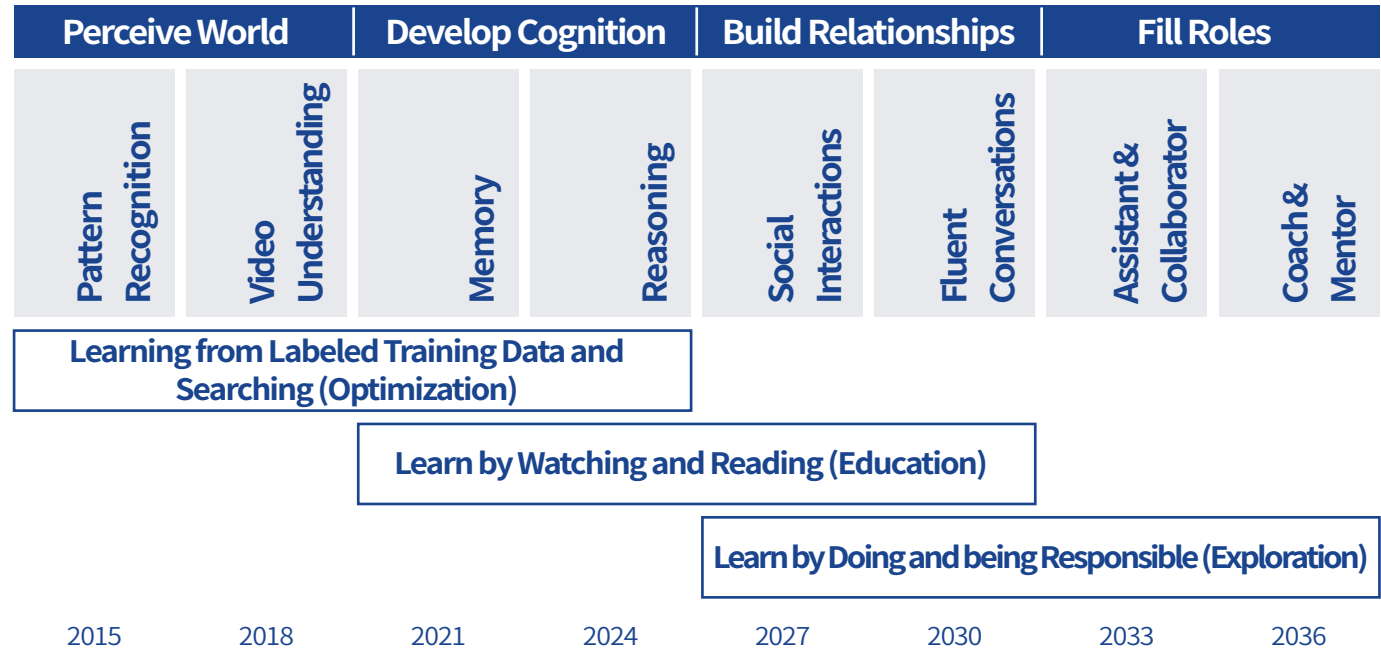 Perceive World
Develop Cognition
Build Relationships
Fill Roles
Pattern
Recognition
Video
Understanding
Memory
Reasoning
Social
Interactions
Fluent
Conversations
Assistant &
Collaborator
Coach &
Mentor
Learning from Labeled Training Data and
Searching (Optimization)
Learn by Watching and Reading (Education)
Learn by Doing and being Responsible (Exploration)
2015
2018
2021
2024
2027
2030
2033
2036